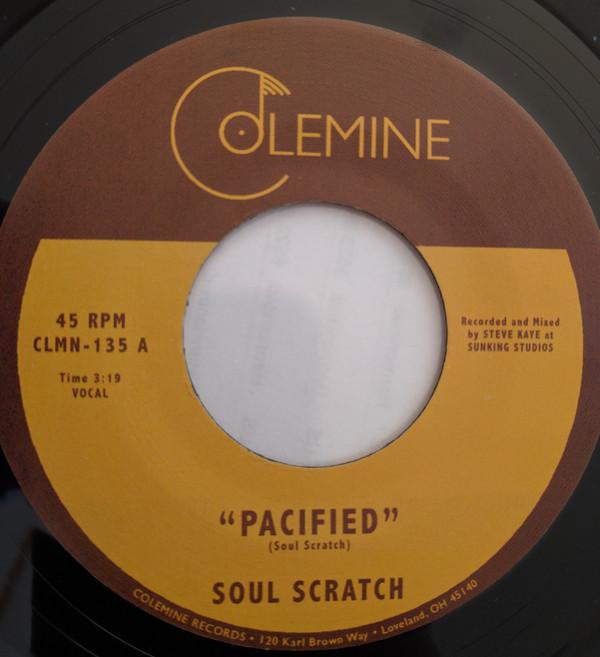 COLEMINE
45 RPM
CLMN-135 A
Time 3:19
VOCAL
Recorded and Mixed
by STEVE KAYE at
SUNKING STUDIOS
“PACIFIED”
(Soul Scratch)
SOUL SCRATCH
COLEMINE RECORDS • 120 Karl Brown Way • Loveland, OH 45140